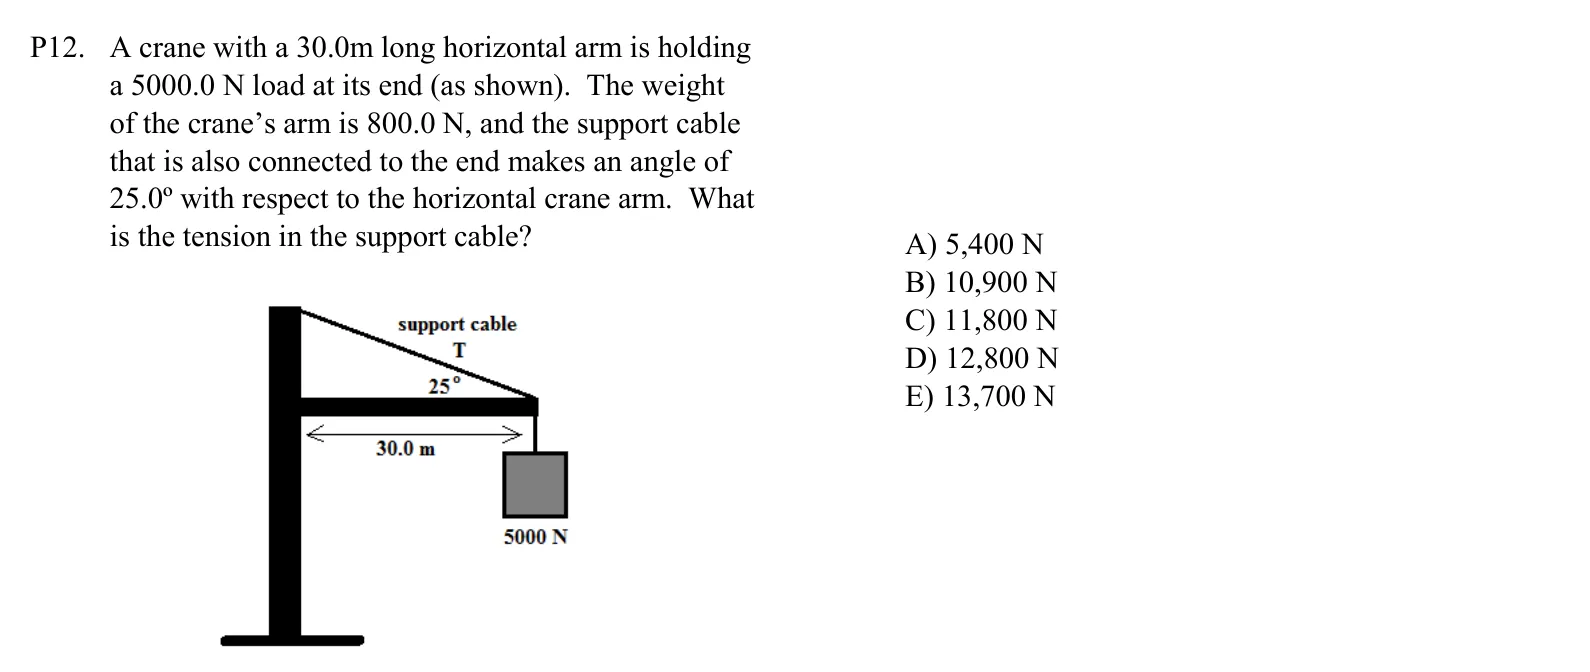 P12. A crane with a 30.0m long horizontal arm is holding
a 5000.0 N load at its end (as shown). The weight
of the crane's arm is 800.0 N, and the support cable
that is also connected to the end makes an angle of
25.0º with respect to the horizontal crane arm. What
is the tension in the support cable?
A) 5,400 N
B) 10,900 N
C) 11,800 N
D) 12,800 N
E) 13,700 N
support cable
T
25°
30.0 m
5000 N